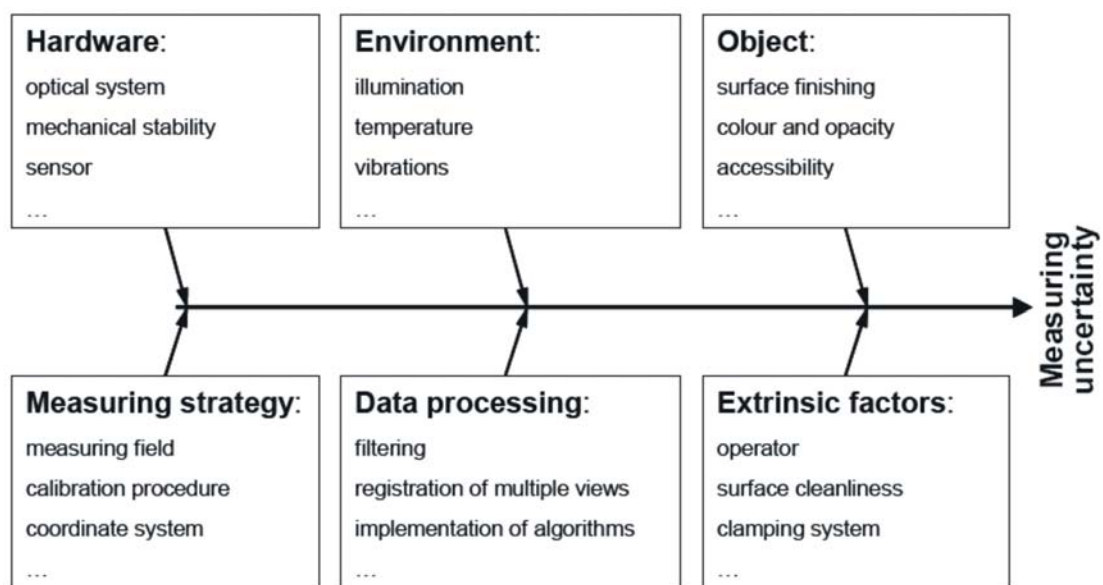 Hardware:
optical system
mechanical stability
sensor
...
Environment:
illumination
temperature
vibrations
...
Object:
surface finishing
colour and opacity
accessibility
...
Measuring
uncertainty
Measuring strategy:
measuring field
calibration procedure
coordinate system
...
Data processing:
filtering
registration of multiple views
implementation of algorithms
...
Extrinsic factors:
operator
surface cleanliness
clamping system
...